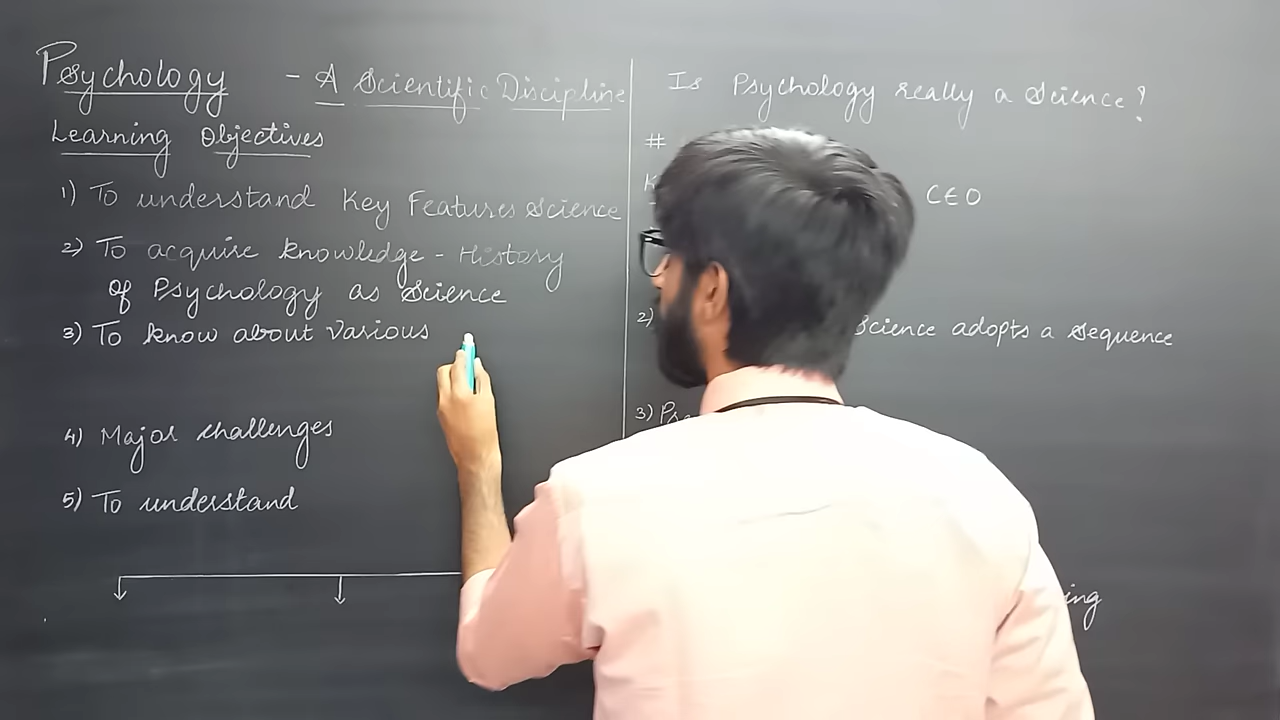 Psychology - A Scientific Discipline
Learning Objectives
1) To understand Key Features Science
2) To acquire knowledge - History
of Psychology as Science
3) To know about various
4) Major challenges
5) To understand
Is Psychology really a Science?
#
K
CEO
2) Science adopts a sequence
3) Pr
ing